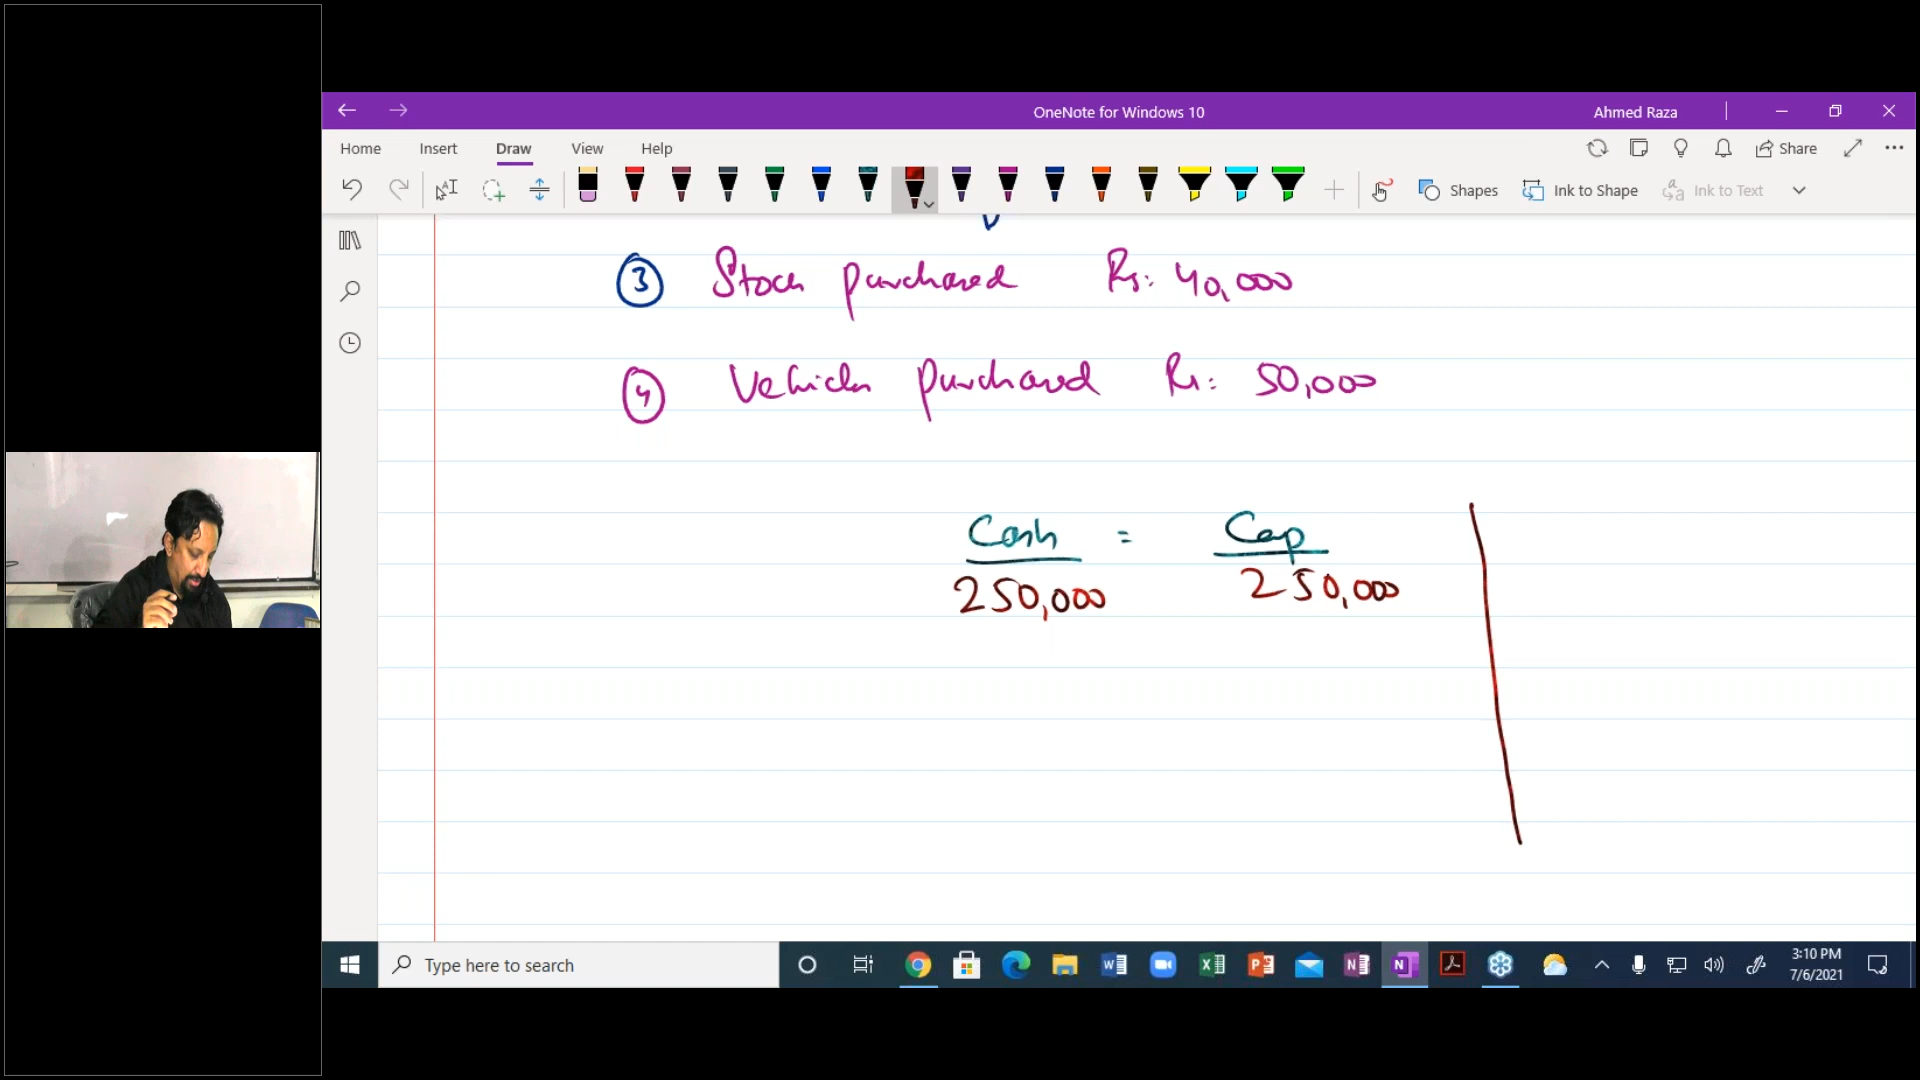 OneNote for Windows 10
Ahmed Raza
Home Insert Draw View Help
Share
Shapes Ink to Shape Ink to Text
3 Stock purchased Rs: 40,000
4 Vehicle purchased Rs: 50,000
Cash = Cap
250,000 250,000
Type here to search
3:10 PM
7/6/2021